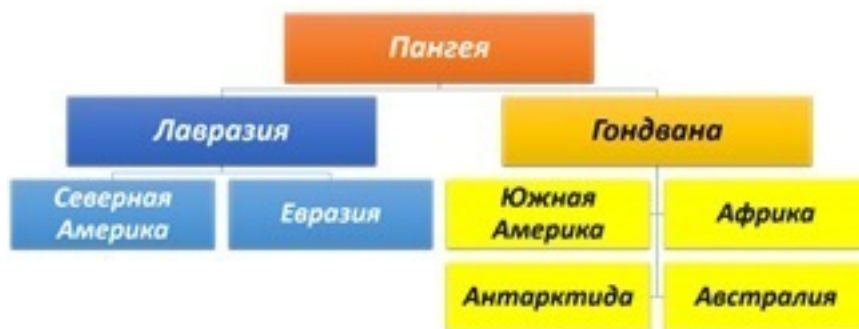 Пангея
Лавразия
Гондвана
Северная
Америка
Евразия
Южная
Америка
Африка
Антарктида
Австралия